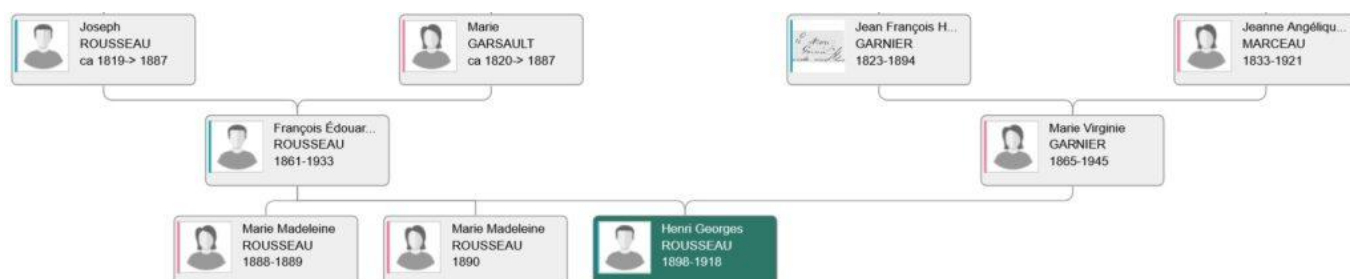 Joseph
ROUSSEAU
ca 1819-> 1887
Marie
GARSAULT
ca 1820-> 1887
Jean François H...
GARNIER
1823-1894
Jeanne Angéliqu...
MARCEAU
1833-1921
François Édouar...
ROUSSEAU
1861-1933
Marie Virginie
GARNIER
1865-1945
Marie Madeleine
ROUSSEAU
1888-1889
Marie Madeleine
ROUSSEAU
1890
Henri Georges
ROUSSEAU
1898-1918